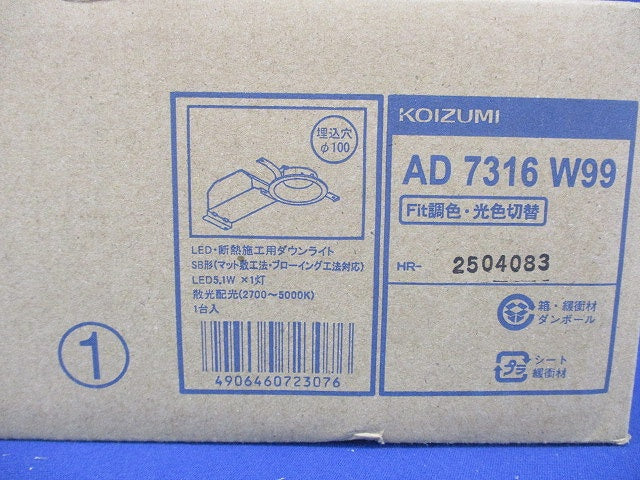 ①
埋込穴
φ100
LED・断熱施工用ダウンライト
SB形(マット敷工法・ブローイング工法対応)
LED5.1W ×1灯
散光配光(2700～5000K)
1台入
4906460723076
KOIZUMI
AD 7316 W99
Fit調色・光色切替
HR- 2504083
箱・緩衝材
ダンボール
プラ
シート
緩衝材